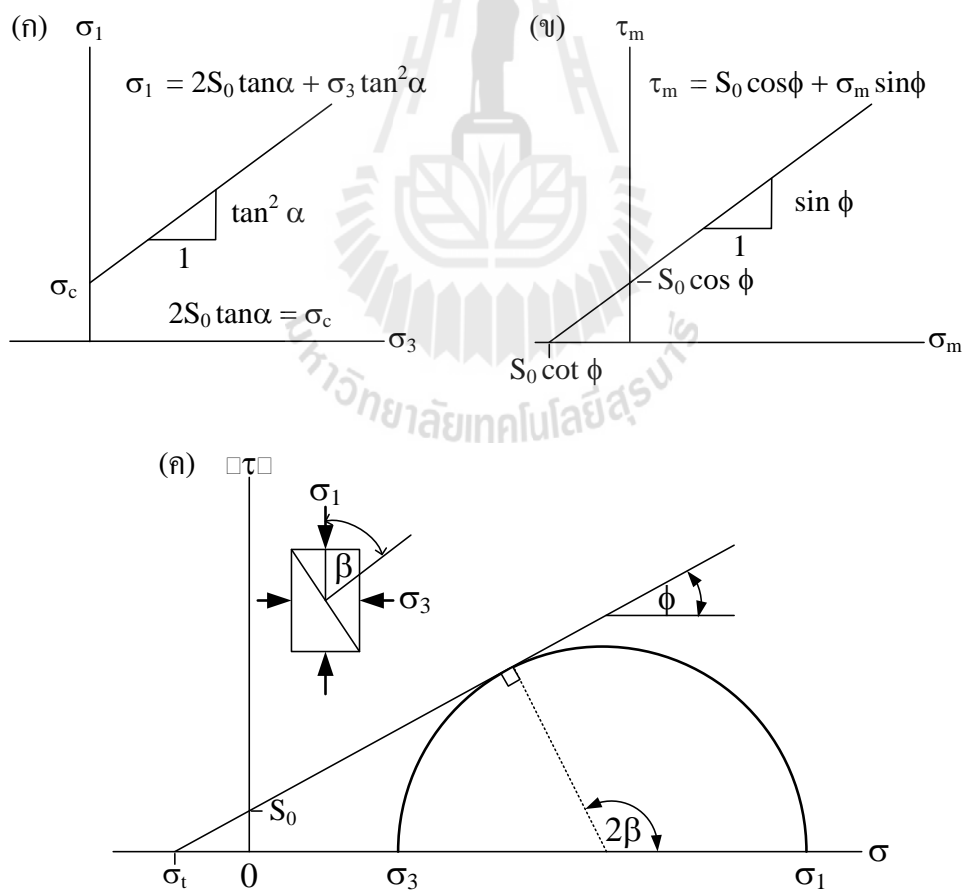 (ก) σ₁
σ₁ = 2S₀ tanα + σ₃ tan²α
tan² α
1
σc
2S₀ tanα = σc
σ₃
(ข) τm
τm = S₀ cosφ + σm sinφ
sin φ
1
S₀ cos φ
σm
S₀ cot φ
มหาวิทยาลัยเทคโนโลยีสุรนารี
(ค) □τ□
σ₁
β
σ₃
φ
S₀
2β
σt 0 σ₃ σ₁ σ